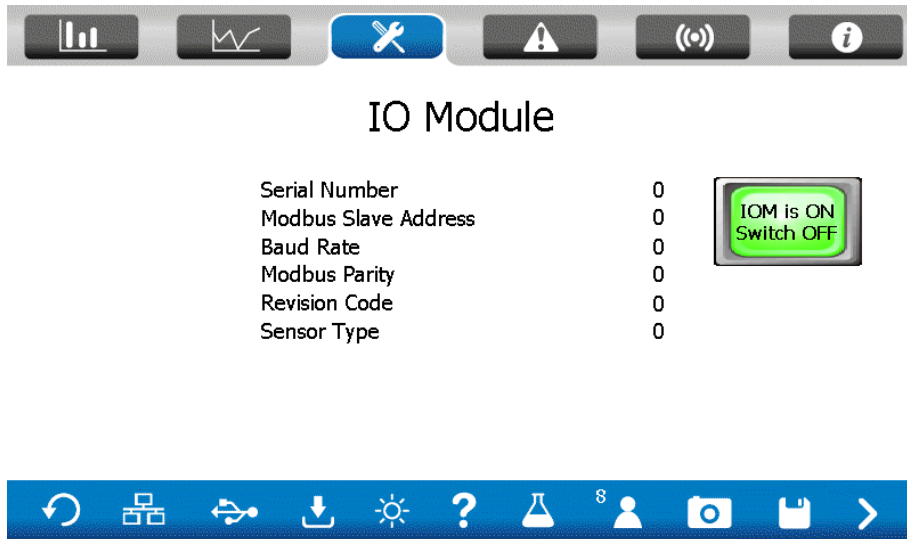 IO Module
Serial Number 0
Modbus Slave Address 0
Baud Rate 0
Modbus Parity 0
Revision Code 0
Sensor Type 0
IOM is ON
Switch OFF
8